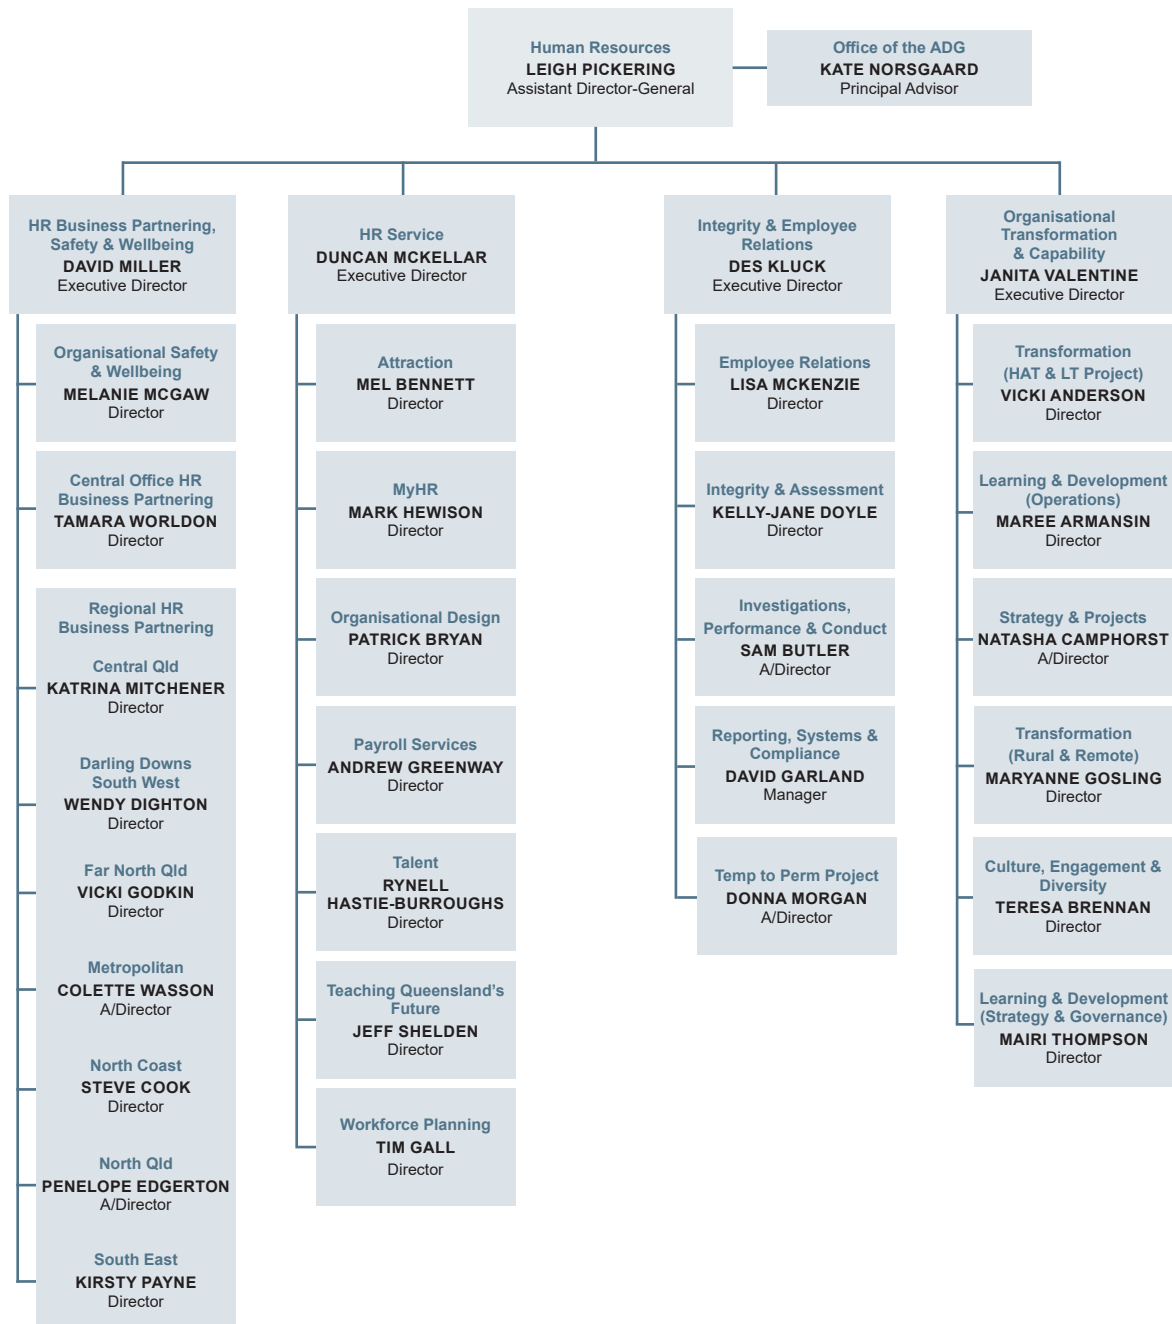 Human Resources
LEIGH PICKERING
Assistant Director-General
Office of the ADG
KATE NORSGAARD
Principal Advisor
HR Business Partnering,
Safety & Wellbeing
DAVID MILLER
Executive Director
Organisational Safety
& Wellbeing
MELANIE MCGAW
Director
Central Office HR
Business Partnering
TAMARA WORLDON
Director
Regional HR
Business Partnering
Central Qld
KATRINA MITCHENER
Director
Darling Downs
South West
WENDY DIGHTON
Director
Far North Qld
VICKI GODKIN
Director
Metropolitan
COLETTE WASSON
A/Director
North Coast
STEVE COOK
Director
North Qld
PENELOPE EDGERTON
A/Director
South East
KIRSTY PAYNE
Director
HR Service
DUNCAN MCKELLAR
Executive Director
Attraction
MEL BENNETT
Director
MyHR
MARK HEWISON
Director
Organisational Design
PATRICK BRYAN
Director
Payroll Services
ANDREW GREENWAY
Director
Talent
RYNELL
HASTIE-BURROUGHS
Director
Teaching Queensland’s
Future
JEFF SHELDEN
Director
Workforce Planning
TIM GALL
Director
Integrity & Employee
Relations
DES KLUCK
Executive Director
Employee Relations
LISA MCKENZIE
Director
Integrity & Assessment
KELLY-JANE DOYLE
Director
Investigations,
Performance & Conduct
SAM BUTLER
A/Director
Reporting, Systems &
Compliance
DAVID GARLAND
Manager
Temp to Perm Project
DONNA MORGAN
A/Director
Organisational
Transformation
& Capability
JANITA VALENTINE
Executive Director
Transformation
(HAT & LT Project)
VICKI ANDERSON
Director
Learning & Development
(Operations)
MAREE ARMANSIN
Director
Strategy & Projects
NATASHA CAMPHORST
A/Director
Transformation
(Rural & Remote)
MARYANNE GOSLING
Director
Culture, Engagement &
Diversity
TERESA BRENNAN
Director
Learning & Development
(Strategy & Governance)
MAIRI THOMPSON
Director